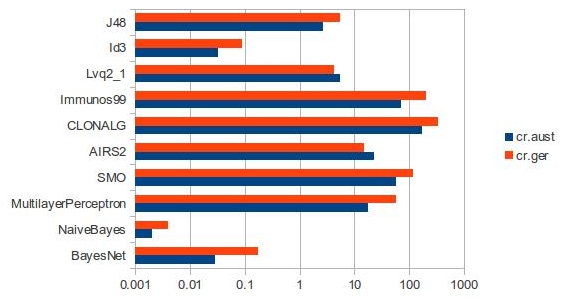 J48
Id3
Lvq2_1
Immunos99
CLONALG
AIRS2
SMO
MultilayerPerceptron
NaiveBayes
BayesNet
0.001 0.01 0.1 1 10 100 1000
cr.aust
cr.ger